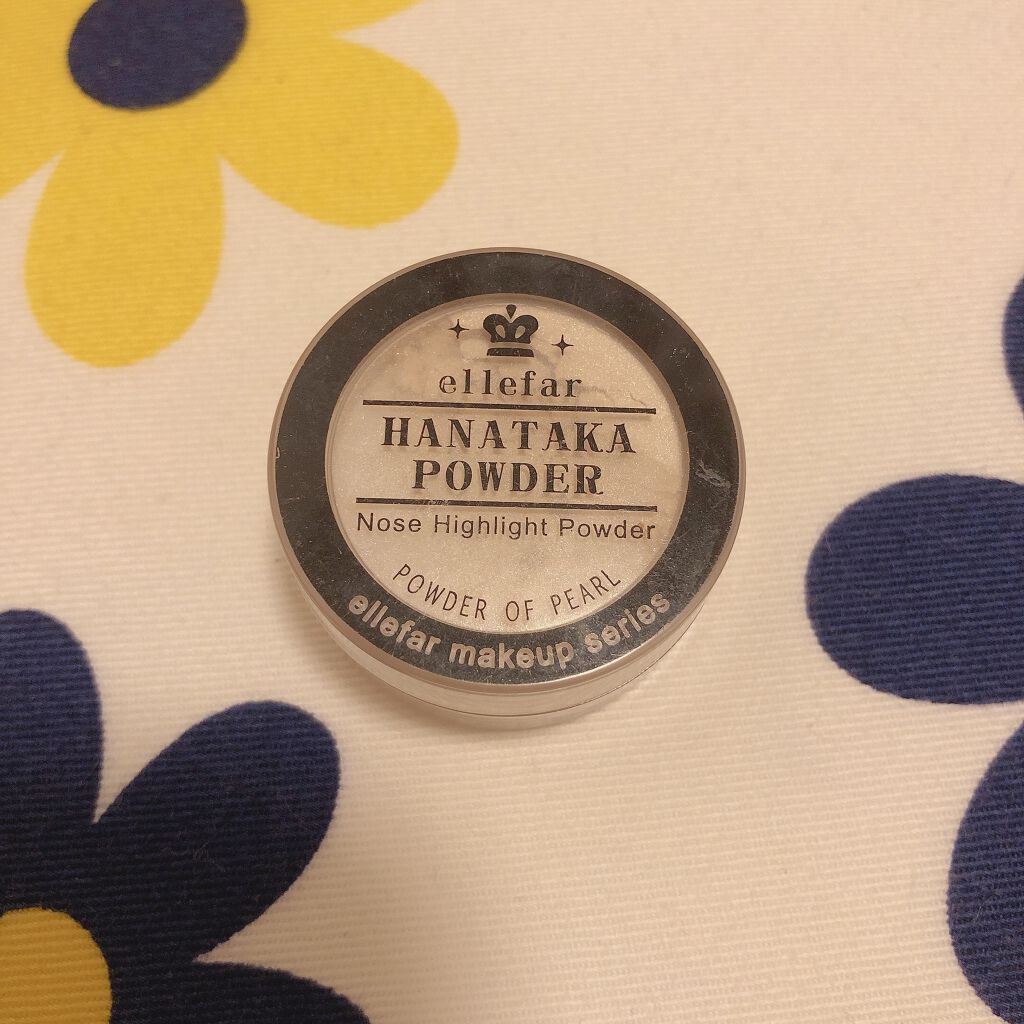 ellefar
HANATAKA
POWDER
Nose Highlight Powder
POWDER OF PEARL
ellefar makeup series